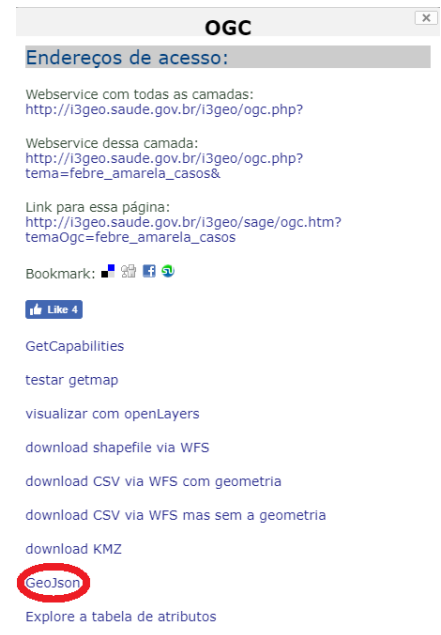 OGC
x
Endereços de acesso:
Webservice com todas as camadas:
http://i3geo.saude.gov.br/i3geo/ogc.php?
Webservice dessa camada:
http://i3geo.saude.gov.br/i3geo/ogc.php?
tema=febre_amarela_casos&
Link para essa página:
http://i3geo.saude.gov.br/i3geo/sage/ogc.htm?
temaOgc=febre_amarela_casos
Bookmark:
Like 4
GetCapabilities
testar getmap
visualizar com openLayers
download shapefile via WFS
download CSV via WFS com geometria
download CSV via WFS mas sem a geometria
download KMZ
GeoJson
Explore a tabela de atributos